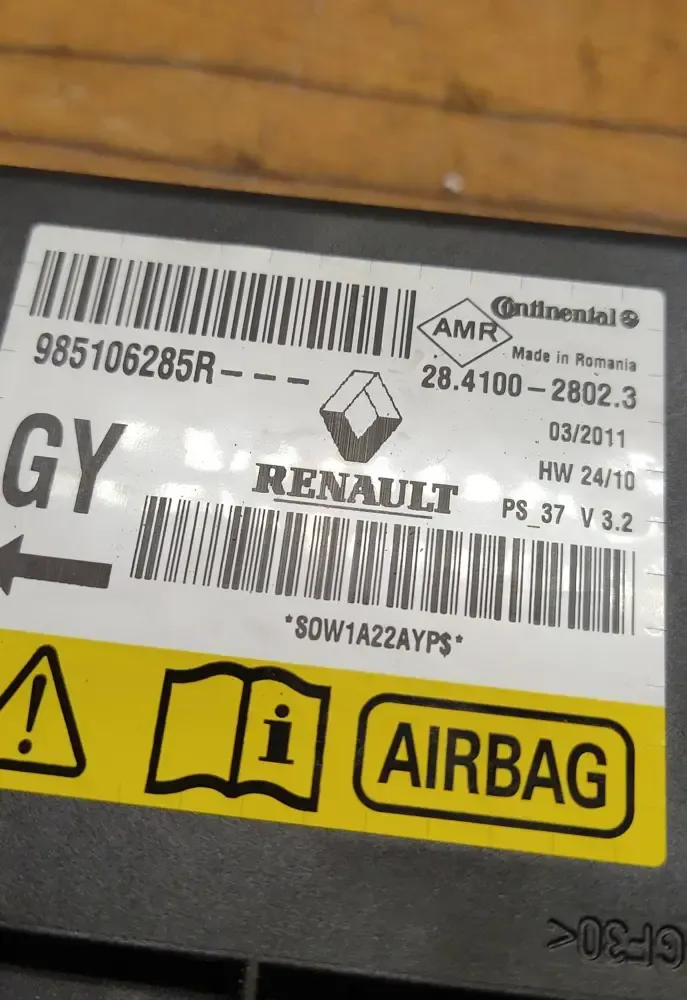 Continental
AMR
Made in Romania
985106285R---
28.4100-2802.3
03/2011
GY
HW 24/10
RENAULT
PS_37 V 3.2
*S0W1A22AYP$*
i
AIRBAG
GF30<